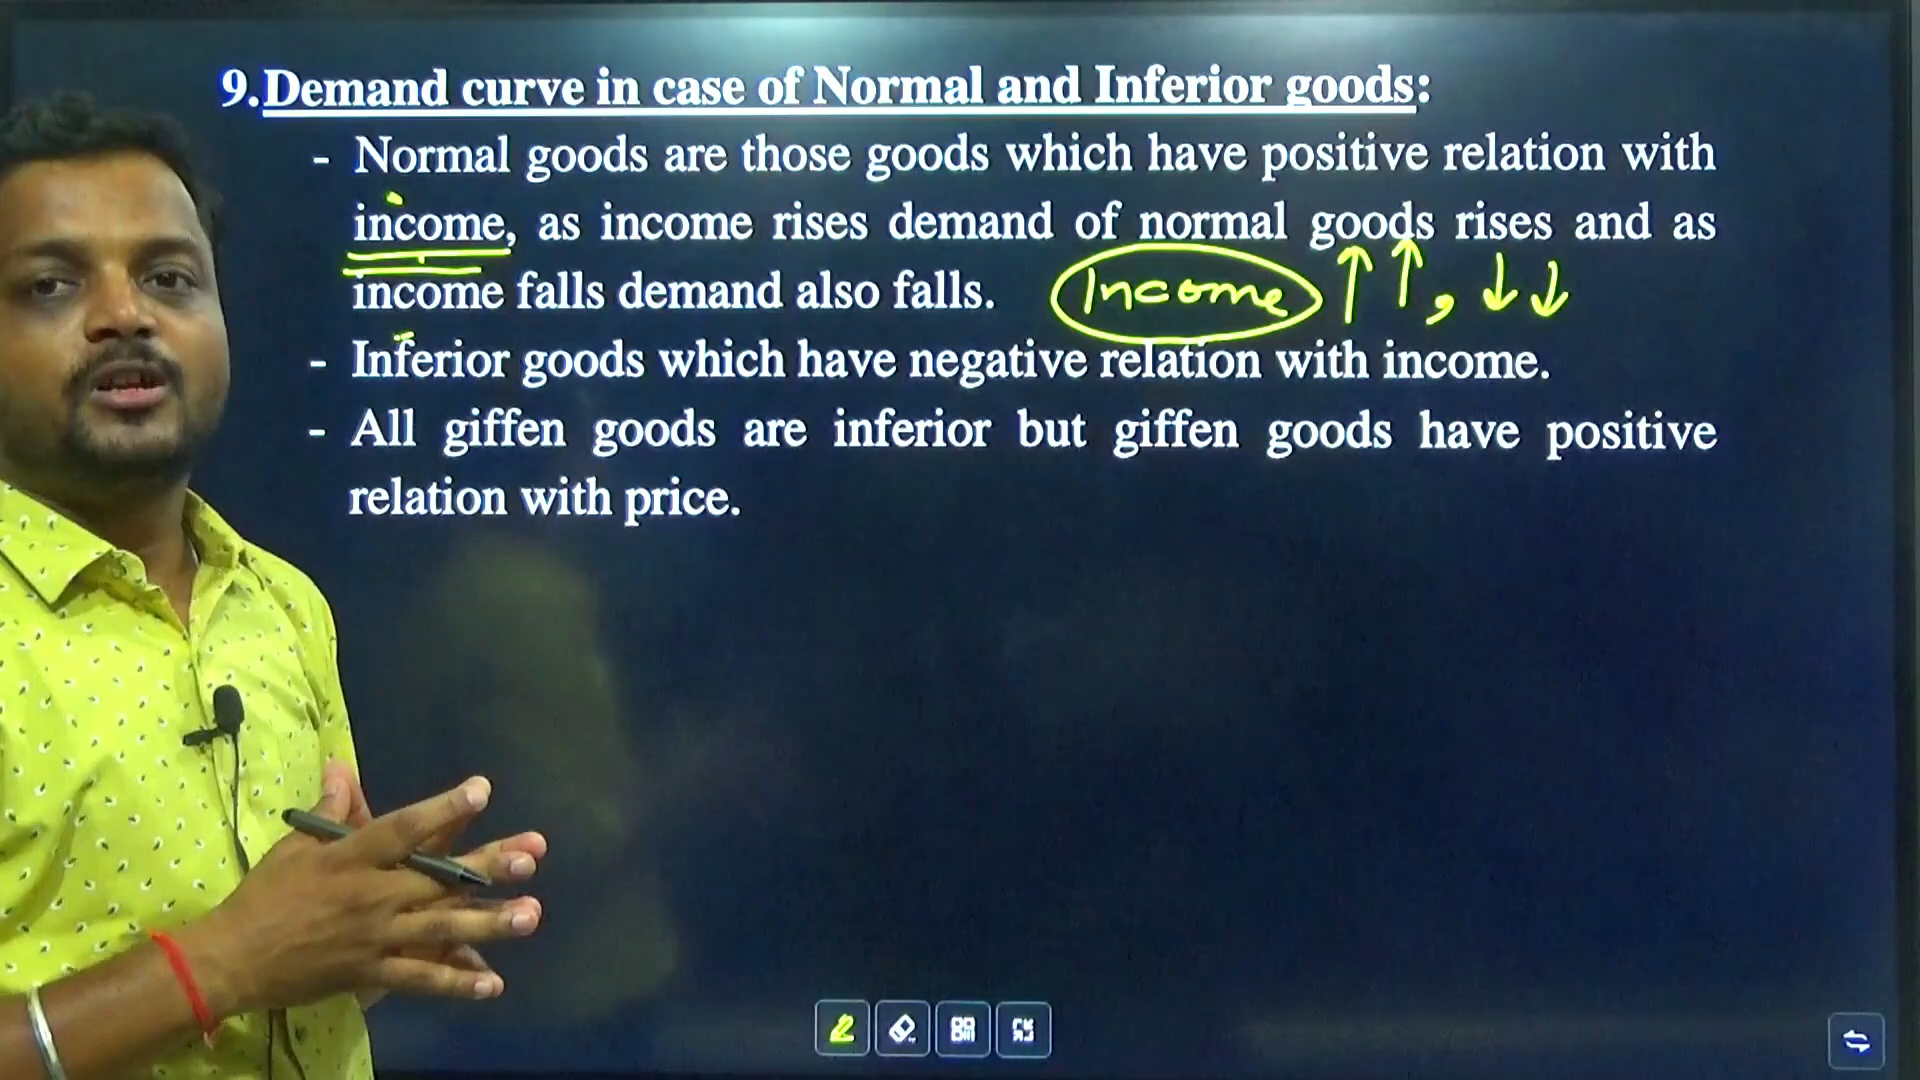 9.Demand curve in case of Normal and Inferior goods:
- Normal goods are those goods which have positive relation with
income, as income rises demand of normal goods rises and as
income falls demand also falls. Income ↑ ↑ , ↓ ↓
- Inferior goods which have negative relation with income.
- All giffen goods are inferior but giffen goods have positive
relation with price.